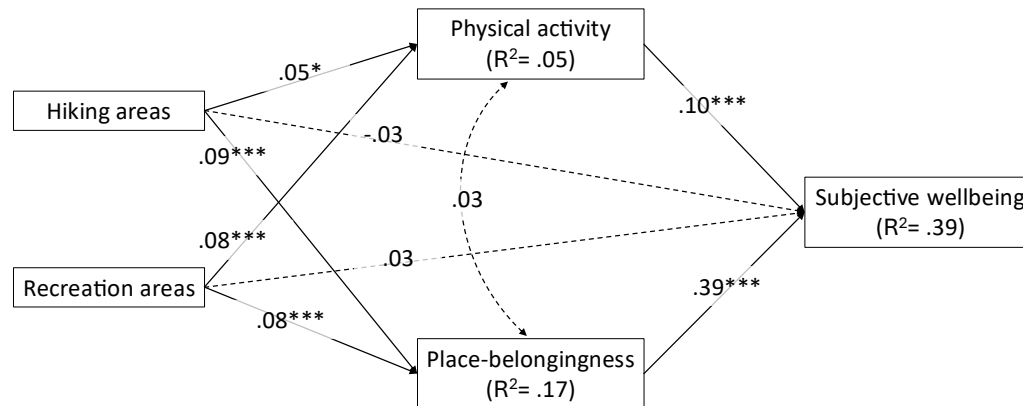 Physical activity
(R²= .05)
.05*
Hiking areas
.10***
-.03
.09***
.03
Subjective wellbeing
(R²= .39)
.08***
.03
Recreation areas
.39***
.08***
Place-belongingness
(R²= .17)